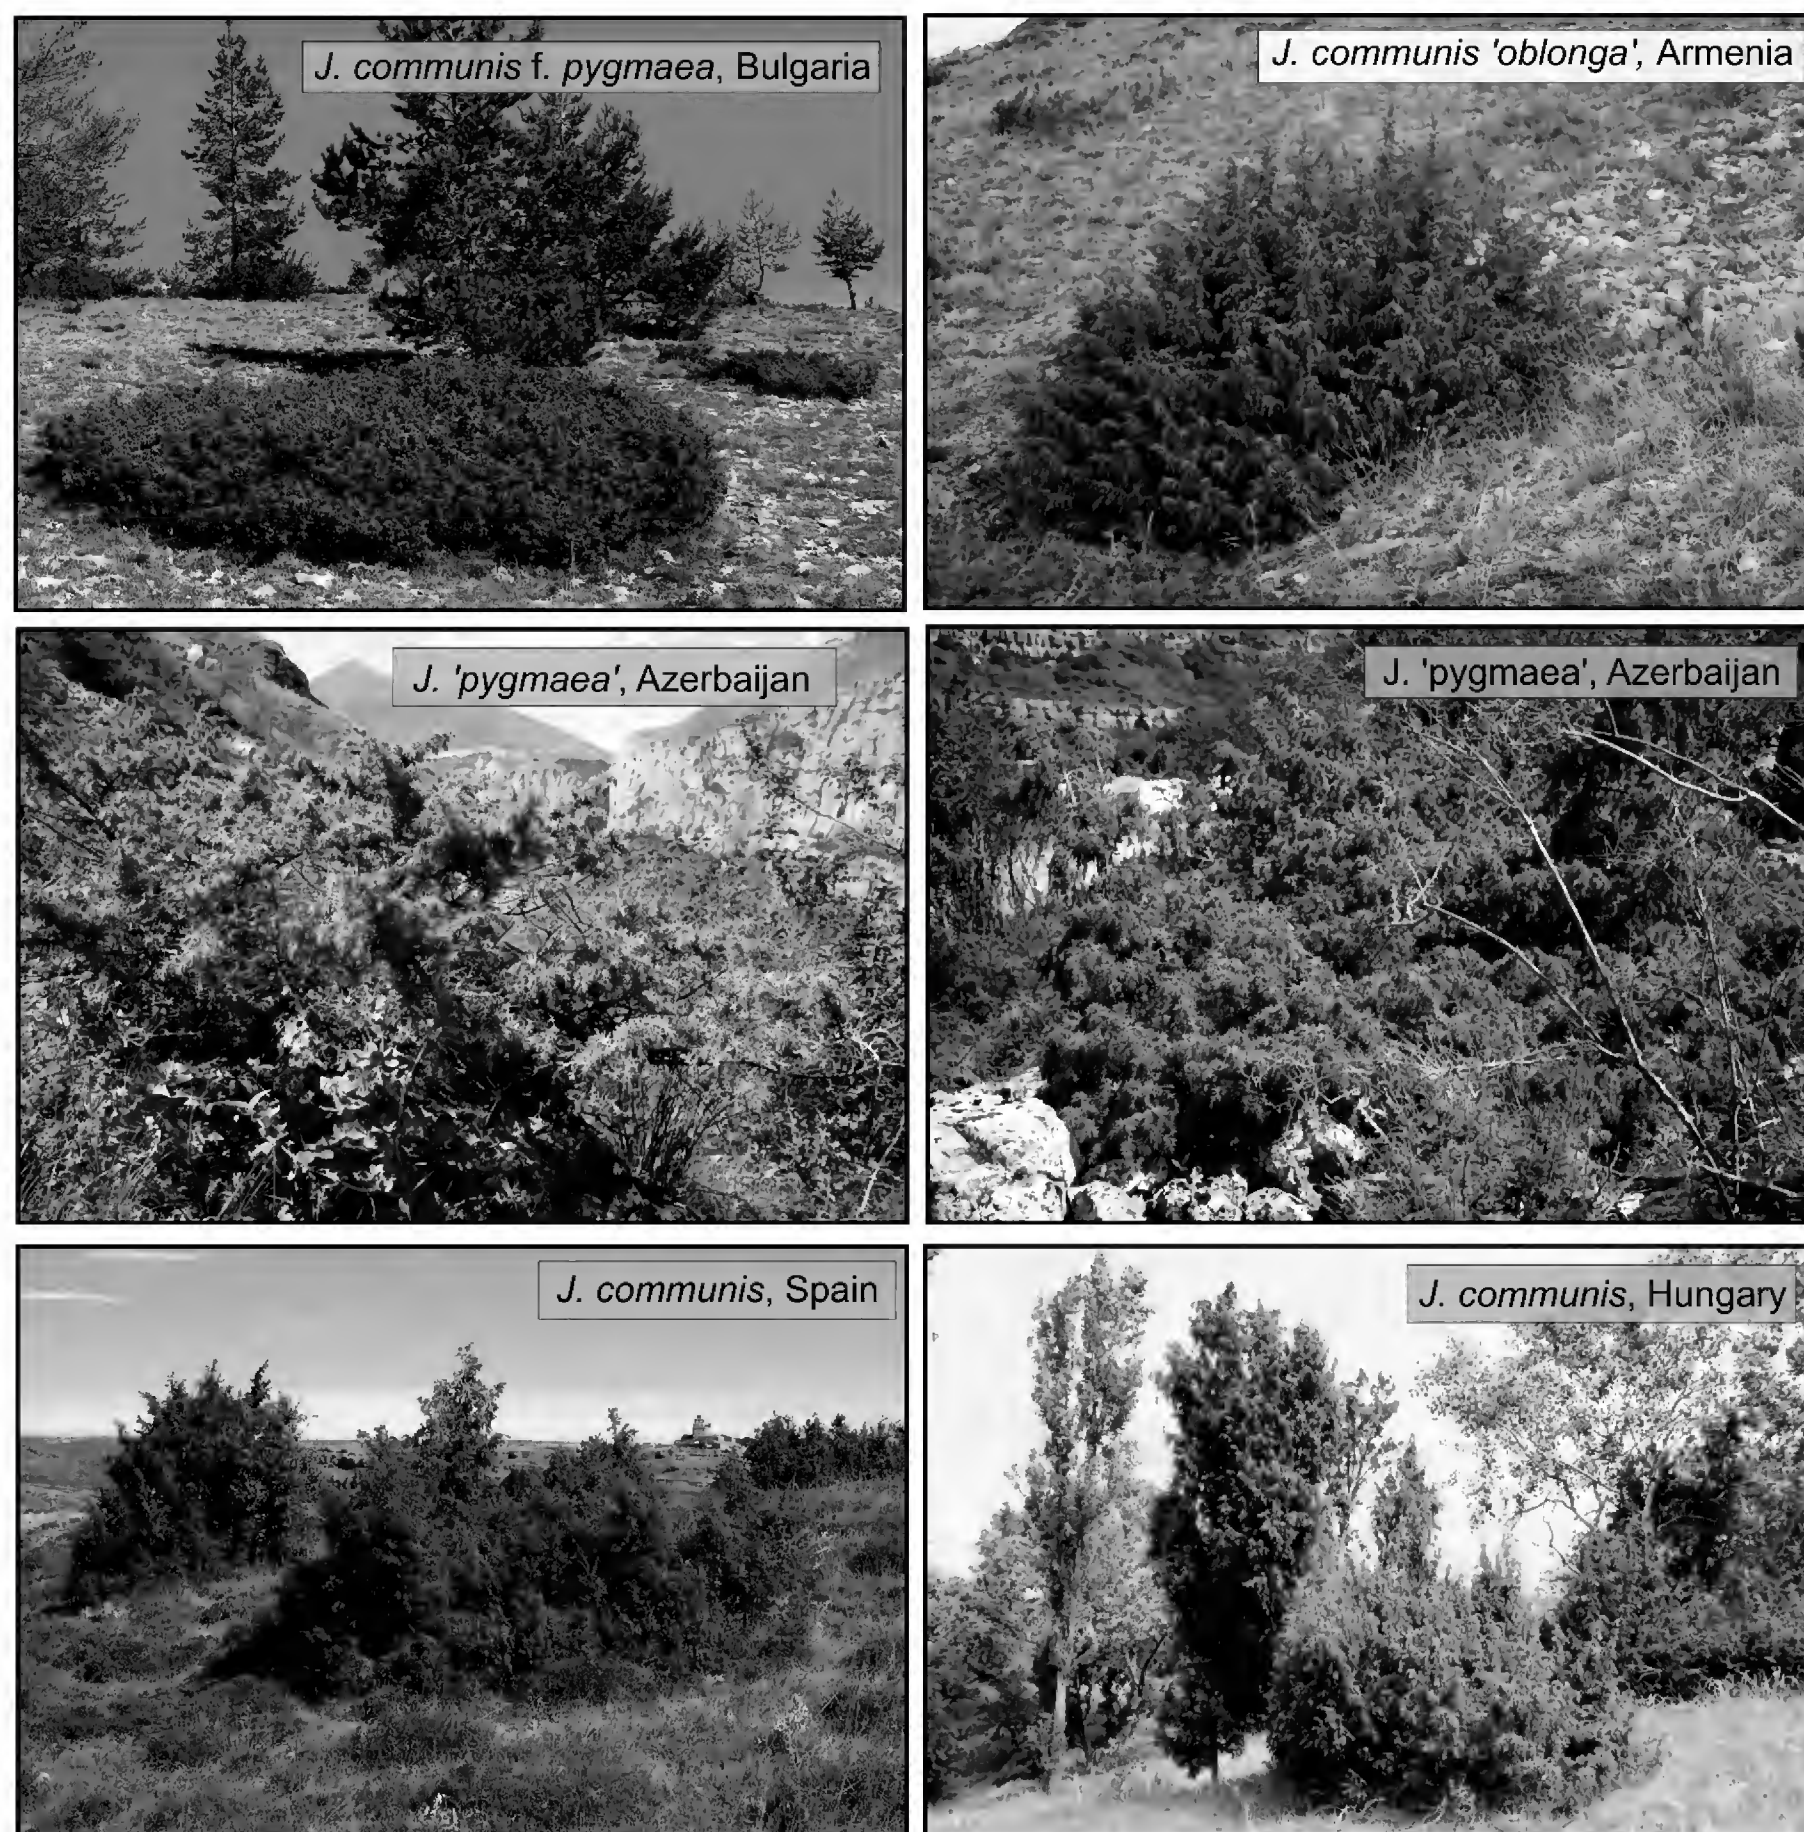 J. communis f. pygmaea, Bulgaria
J. communis 'oblonga', Armenia
J. 'pygmaea', Azerbaijan
J. 'pygmaea', Azerbaijan
J. communis, Spain
J. communis, Hungary